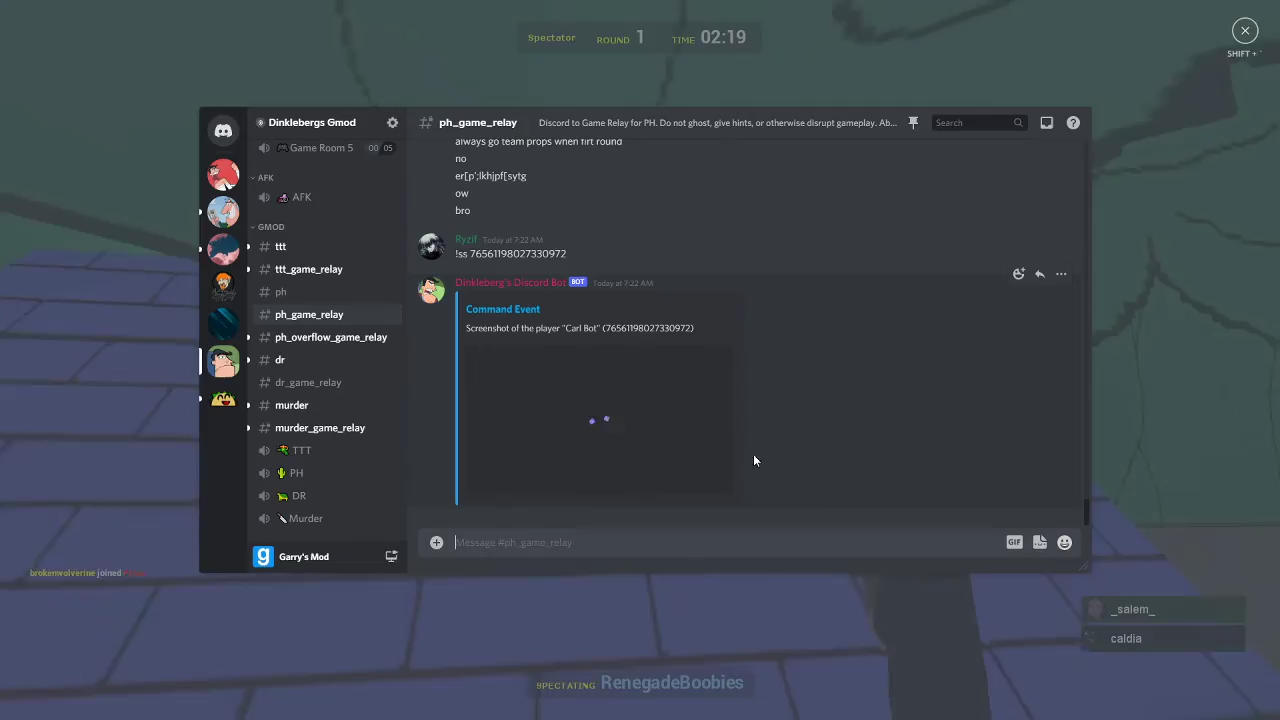 Spectator ROUND 1 TIME 02:19
SHIFT + `
Dinklebergs Gmod
ph_game_relay
Discord to Game Relay for PH. Do not ghost, give hints, or otherwise disrupt gameplay. Ab...
Search
Game Room 5 00 05
AFK
AFK
GMOD
ttt
ttt_game_relay
ph
ph_game_relay
ph_overflow_game_relay
dr
dr_game_relay
murder
murder_game_relay
TTT
PH
DR
Murder
Garry's Mod
always go team props when firt round
no
er[p';lkhjpf[sytg
ow
bro
Ryzif Today at 7:22 AM
!ss 76561198027330972
Dinkleberg's Discord Bot BOT Today at 7:22 AM
Command Event
Screenshot of the player "Carl Bot" (76561198027330972)
Message #ph_game_relay
GIF
brokenwolverine joined
_salem_
caldia
SPECTATING RenegadeBoobies